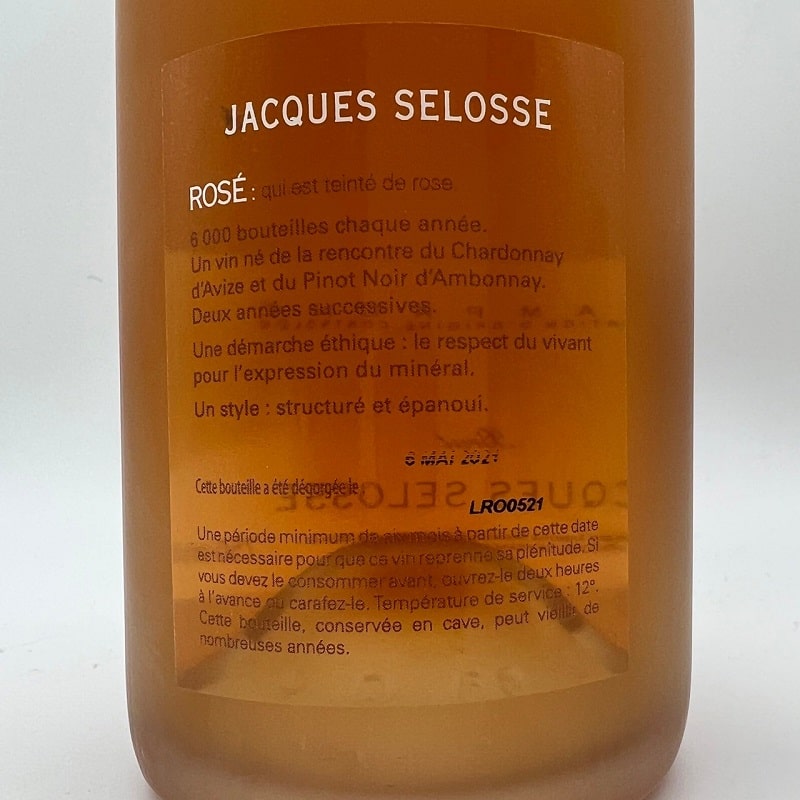 JACQUES SELOSSE
ROSÉ : qui est teinté de rose
6 000 bouteilles chaque année.
Un vin né de la rencontre du Chardonnay
d'Avize et du Pinot Noir d'Ambonnay.
Deux années successives.
Une démarche éthique : le respect du vivant
pour l'expression du minéral.
Un style : structuré et épanoui.
6 MAI 2021
Cette bouteille a été dégorgée le
LRO0521
Une période minimum de six mois à partir de cette date
est nécessaire pour que ce vin reprenne sa plénitude. Si
vous devez le consommer avant, ouvrez-le deux heures
à l'avance ou carafez-le. Température de service : 12°.
Cette bouteille, conservée en cave, peut vieillir de
nombreuses années.